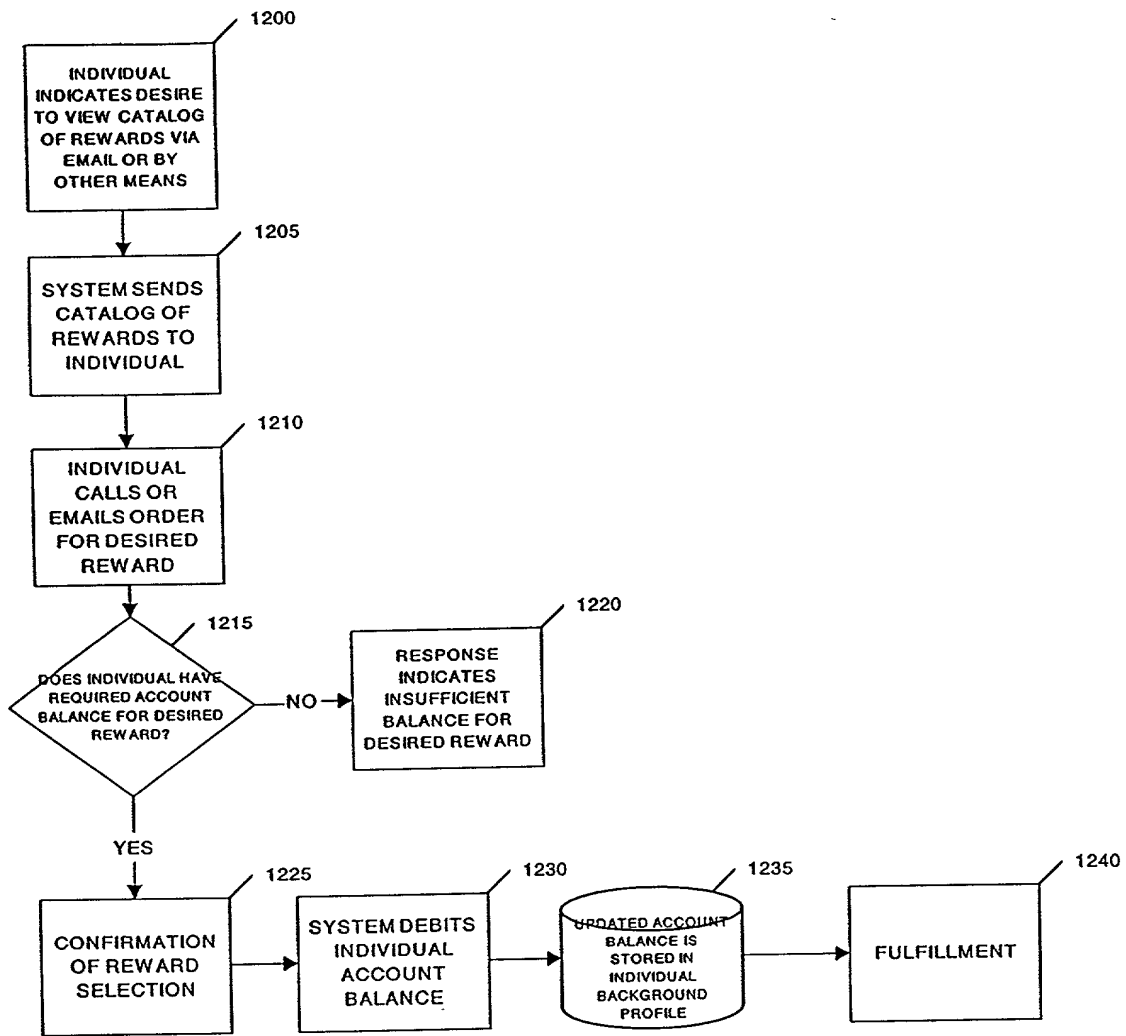 1200
INDIVIDUAL
INDICATES DESIRE
TO VIEW CATALOG
OF REWARDS VIA
EMAIL OR BY
OTHER MEANS
1205
SYSTEM SENDS
CATALOG OF
REWARDS TO
INDIVIDUAL
1210
INDIVIDUAL
CALLS OR
EMAILS ORDER
FOR DESIRED
REWARD
1215
DOES INDIVIDUAL HAVE
REQUIRED ACCOUNT
BALANCE FOR DESIRED
REWARD?
NO
1220
RESPONSE
INDICATES
INSUFFICIENT
BALANCE FOR
DESIRED REWARD
YES
1225
CONFIRMATION
OF REWARD
SELECTION
1230
SYSTEM DEBITS
INDIVIDUAL
ACCOUNT
BALANCE
1235
UPDATED ACCOUNT
BALANCE IS
STORED IN
INDIVIDUAL
BACKGROUND
PROFILE
1240
FULFILLMENT